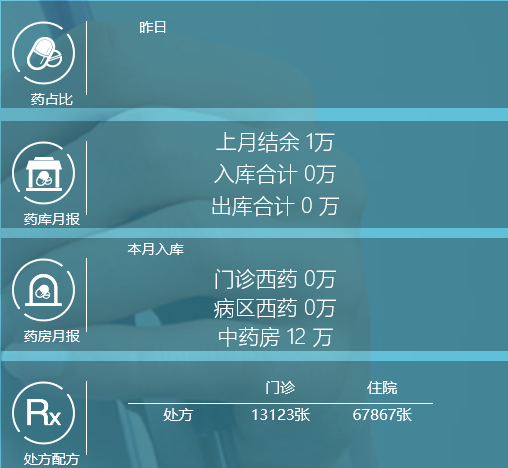 昨日
药占比
上月结余 1万
入库合计 0万
出库合计 0 万
药库月报
本月入库
门诊西药 0万
病区西药 0万
中药房 12 万
药房月报
门诊 住院
处方 13123张 67867张
Rx
处方配方